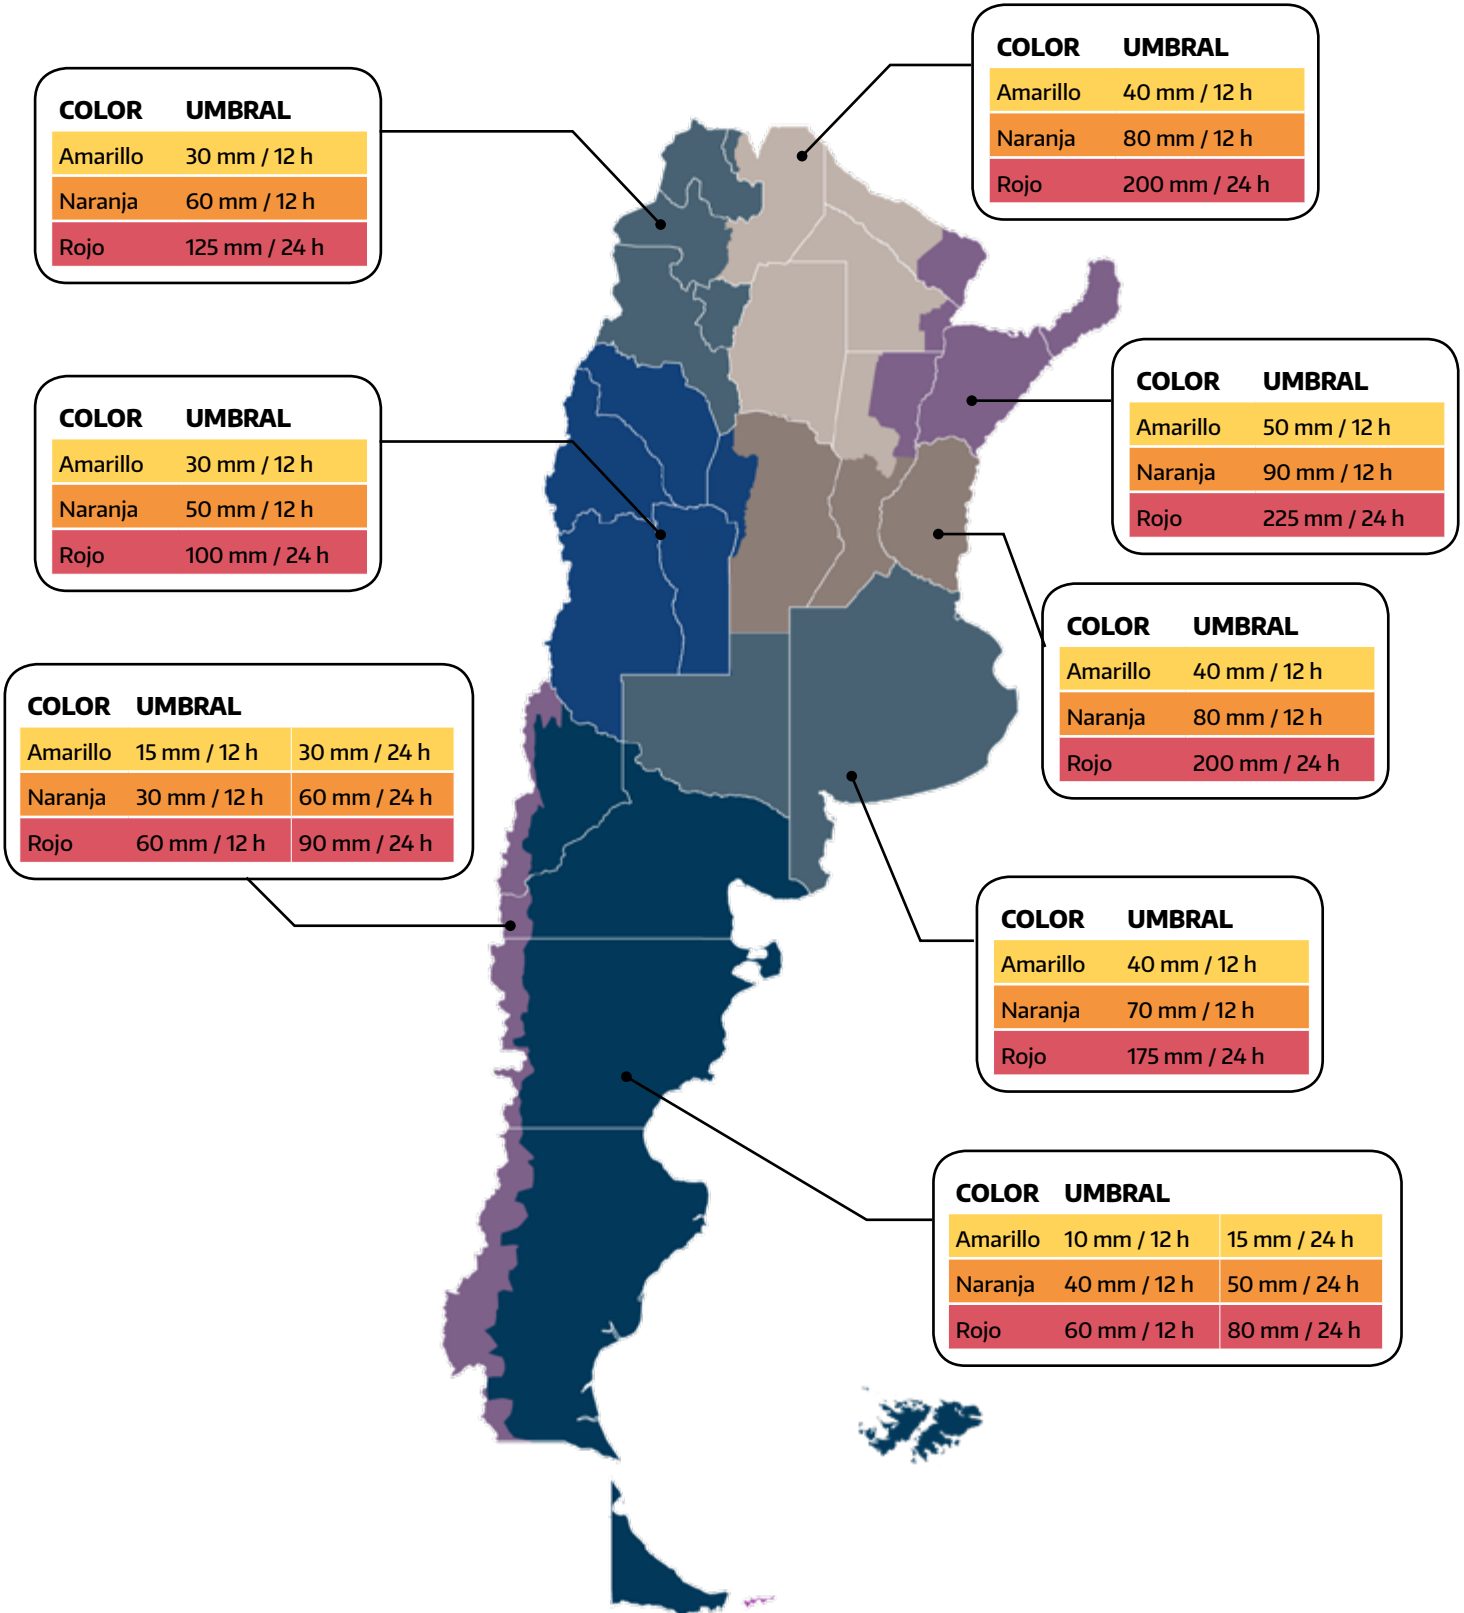 COLOR UMBRAL
Amarillo 40 mm / 12 h
Naranja 80 mm / 12 h
Rojo 200 mm / 24 h
COLOR UMBRAL
Amarillo 30 mm / 12 h
Naranja 60 mm / 12 h
Rojo 125 mm / 24 h
COLOR UMBRAL
Amarillo 50 mm / 12 h
Naranja 90 mm / 12 h
Rojo 225 mm / 24 h
COLOR UMBRAL
Amarillo 30 mm / 12 h
Naranja 50 mm / 12 h
Rojo 100 mm / 24 h
COLOR UMBRAL
Amarillo 40 mm / 12 h
Naranja 80 mm / 12 h
Rojo 200 mm / 24 h
COLOR UMBRAL
Amarillo 15 mm / 12 h 30 mm / 24 h
Naranja 30 mm / 12 h 60 mm / 24 h
Rojo 60 mm / 12 h 90 mm / 24 h
COLOR UMBRAL
Amarillo 40 mm / 12 h
Naranja 70 mm / 12 h
Rojo 175 mm / 24 h
COLOR UMBRAL
Amarillo 10 mm / 12 h 15 mm / 24 h
Naranja 40 mm / 12 h 50 mm / 24 h
Rojo 60 mm / 12 h 80 mm / 24 h